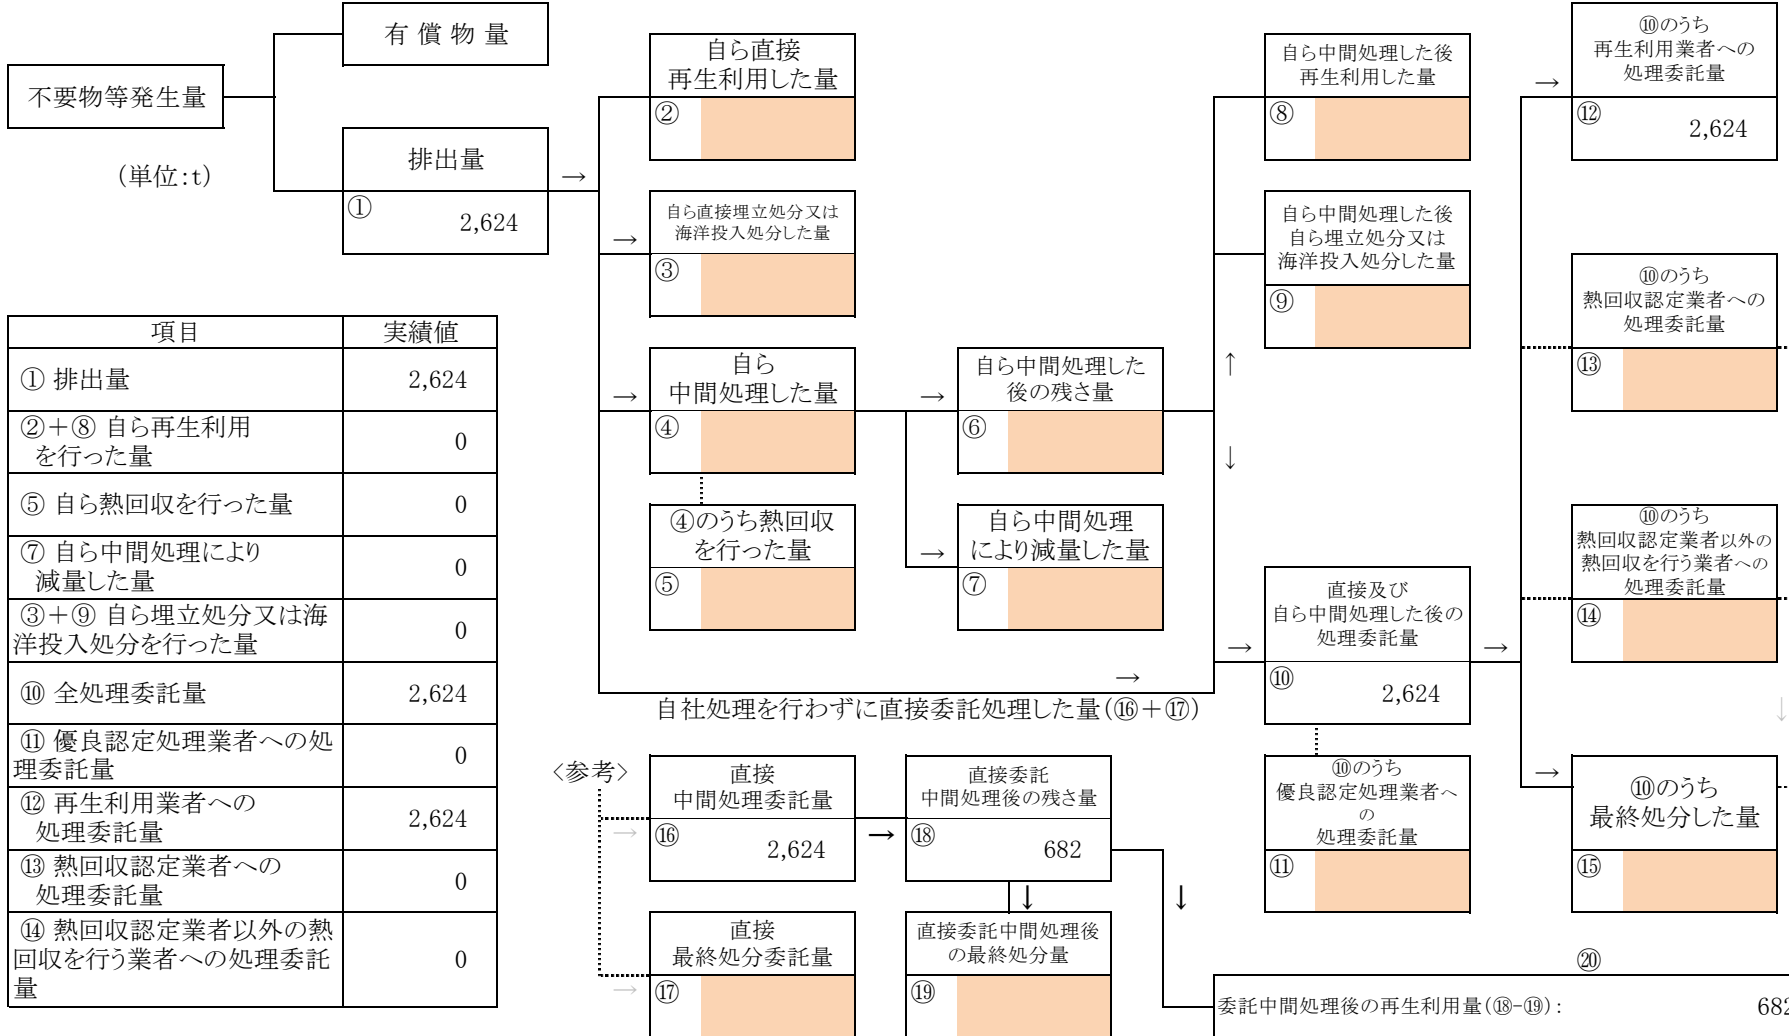 不要物等発生量
(単位:t)
有 償 物 量
排出量
① 2,624
→
自ら直接
再生利用した量
②
→
自ら直接埋立処分又は
海洋投入処分した量
③
→
自ら
中間処理した量
④
④のうち熱回収
を行った量
⑤
→
自ら中間処理した
後の残さ量
⑥
→
自ら中間処理
により減量した量
⑦
↑
↓
自ら中間処理した後
再生利用した量
⑧
自ら中間処理した後
自ら埋立処分又は
海洋投入処分した量
⑨
→
自社処理を行わずに直接委託処理した量(⑯+⑰)
→
直接及び
自ら中間処理した後の
処理委託量
⑩ 2,624
⑩のうち
優良認定処理業者へ
の
処理委託量
⑪
→
→
⑩のうち
再生利用業者への
処理委託量
⑫ 2,624
⑩のうち
熱回収認定業者への
処理委託量
⑬
⑩のうち
熱回収認定業者以外の
熱回収を行う業者への
処理委託量
⑭
↓
→
⑩のうち
最終処分した量
⑮
項目 実績値
① 排出量 2,624
②+⑧ 自ら再生利用
を行った量 0
⑤ 自ら熱回収を行った量 0
⑦ 自ら中間処理により
減量した量 0
③+⑨ 自ら埋立処分又は海
洋投入処分を行った量 0
⑩ 全処理委託量 2,624
⑪ 優良認定処理業者への処
理委託量 0
⑫ 再生利用業者への
処理委託量 2,624
⑬ 熱回収認定業者への
処理委託量 0
⑭ 熱回収認定業者以外の熱
回収を行う業者への処理委託
量 0
<参考>
→
直接
中間処理委託量
⑯ 2,624
→
直接委託
中間処理後の残さ量
⑱ 682
↓
↓
→
直接
最終処分委託量
⑰
直接委託中間処理後
の最終処分量
⑲
⑳
委託中間処理後の再生利用量(⑱-⑲): 682